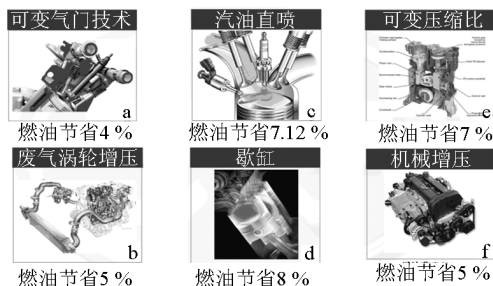 可变气门技术
a
燃油节省4 %
汽油直喷
c
燃油节省7.12 %
可变压缩比
e
燃油节省7 %
废气涡轮增压
b
燃油节省5 %
歇缸
d
燃油节省8 %
机械增压
f
燃油节省5 %